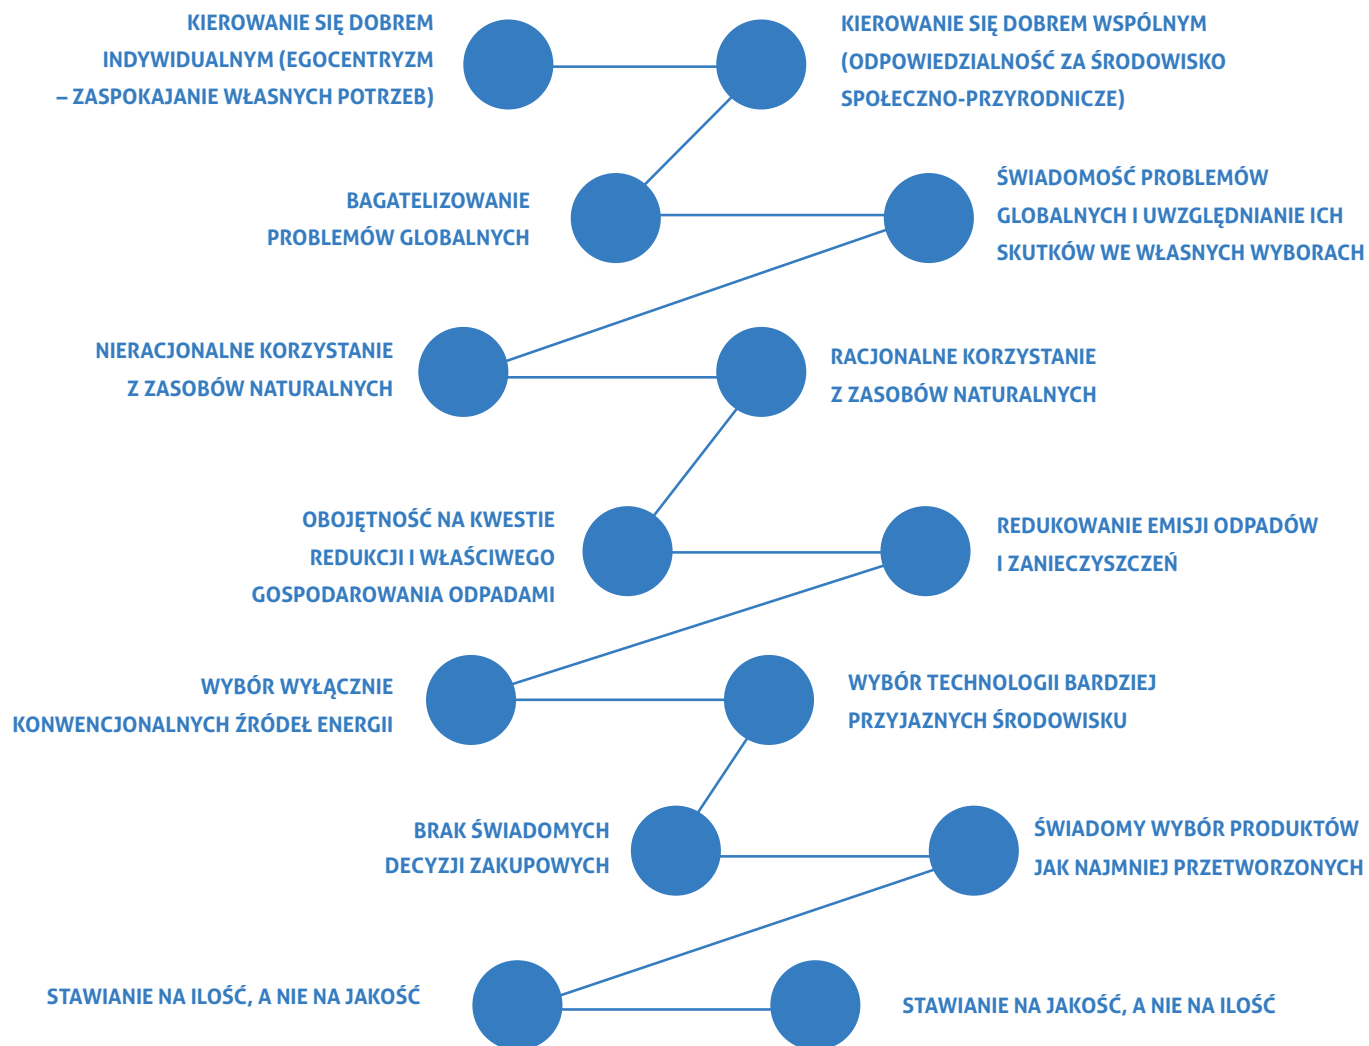 KIEROWANIE SIĘ DOBREM
INDYWIDUALNYM (EGOCENTRYZM
– ZASPOKAJANIE WŁASNYCH POTRZEB)
KIEROWANIE SIĘ DOBREM WSPÓLNYM
(ODPOWIEDZIALNOŚĆ ZA ŚRODOWISKO
SPOŁECZNO-PRZYRODNICZE)
BAGATELIZOWANIE
PROBLEMÓW GLOBALNYCH
ŚWIADOMOŚĆ PROBLEMÓW
GLOBALNYCH I UWZGLĘDNIANIE ICH
SKUTKÓW WE WŁASNYCH WYBORACH
NIERACJONALNE KORZYSTANIE
Z ZASOBÓW NATURALNYCH
RACJONALNE KORZYSTANIE
Z ZASOBÓW NATURALNYCH
OBOJĘTNOŚĆ NA KWESTIE
REDUKCJI I WŁAŚCIWEGO
GOSPODAROWANIA ODPADAMI
REDUKOWANIE EMISJI ODPADÓW
I ZANIECZYSZCZEŃ
WYBÓR WYŁĄCZNIE
KONWENCJONALNYCH ŹRÓDEŁ ENERGII
WYBÓR TECHNOLOGII BARDZIEJ
PRZYJAZNYCH ŚRODOWISKU
BRAK ŚWIADOMYCH
DECYZJI ZAKUPOWYCH
ŚWIADOMY WYBÓR PRODUKTÓW
JAK NAJMNIEJ PRZETWORZONYCH
STAWIANIE NA ILOŚĆ, A NIE NA JAKOŚĆ
STAWIANIE NA JAKOŚĆ, A NIE NA ILOŚĆ